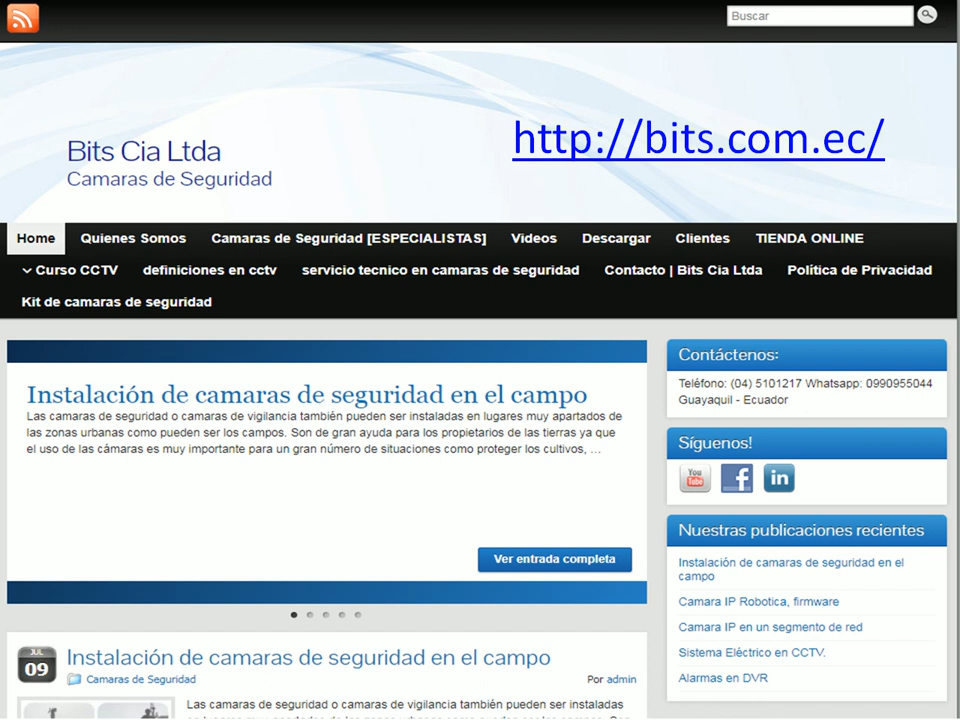 Buscar
Bits Cia Ltda
Camaras de Seguridad
http://bits.com.ec/
Home Quienes Somos Camaras de Seguridad [ESPECIALISTAS] Videos Descargar Clientes TIENDA ONLINE
Curso CCTV definiciones en cctv servicio tecnico en camaras de seguridad Contacto | Bits Cia Ltda Política de Privacidad
Kit de camaras de seguridad
Instalación de camaras de seguridad en el campo
Las camaras de seguridad o camaras de vigilancia también pueden ser instaladas en lugares muy apartados de
las zonas urbanas como pueden ser los campos. Son de gran ayuda para los propietarios de las tierras ya que
el uso de las cámaras es muy importante para un gran número de situaciones como proteger los cultivos, ...
Ver entrada completa
Contáctenos:
Teléfono: (04) 5101217 Whatsapp: 0990955044
Guayaquil - Ecuador
Síguenos!
You
Tube
f
in
Nuestras publicaciones recientes
Instalación de camaras de seguridad en el
campo
Camara IP Robotica, firmware
Camara IP en un segmento de red
Sistema Eléctrico en CCTV.
Alarmas en DVR
JUL
09
Instalación de camaras de seguridad en el campo
Camaras de Seguridad
Por admin
Las camaras de seguridad o camaras de vigilancia también pueden ser instaladas